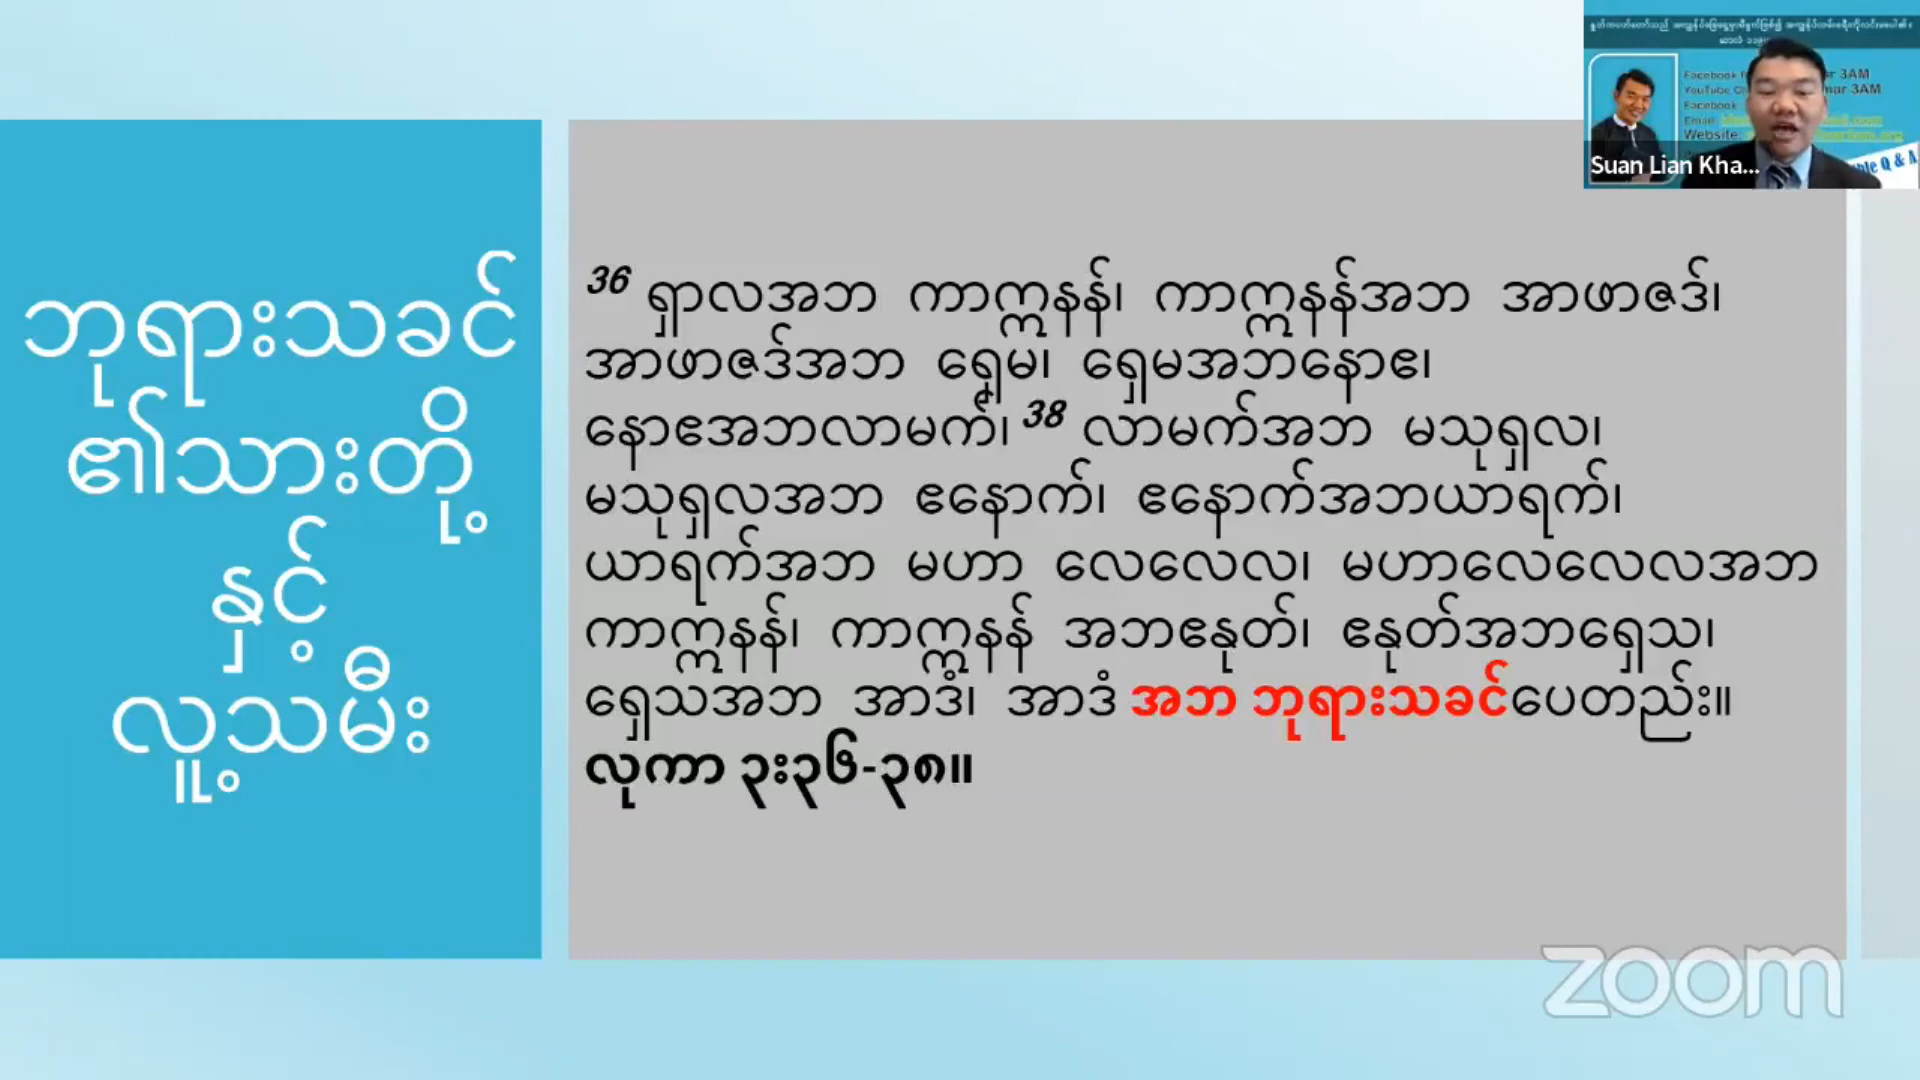 ဘုရားသခင်
၏သားတို့
နှင့်
လူ့သမီး
36 ရှာလအဘ ကာဣနန်၊ ကာဣနန်အဘ အာဖာဇဒ်၊
အာဖာဇဒ်အဘ ရှေမ၊ ရှေမအဘနောဧ၊
နောဧအဘလာမက်၊ 38 လာမက်အဘ မသုရှလ၊
မသုရှလအဘ ဧနောက်၊ ဧနောက်အဘယာရက်၊
ယာရက်အဘ မဟာ လေလေလ၊ မဟာလေလေလအဘ
ကာဣနန်၊ ကာဣနန် အဘဧနုတ်၊ ဧနုတ်အဘရှေသ၊
ရှေသအဘ အာဒံ၊ အာဒံ အဘ ဘုရားသခင်ပေတည်း။
လုကာ ၃း၃၆-၃၈။
Facebook
3AM
YouTube
3AM
Facebook
Email:
Website:
Q & A
Suan Lian Kha...
zoom